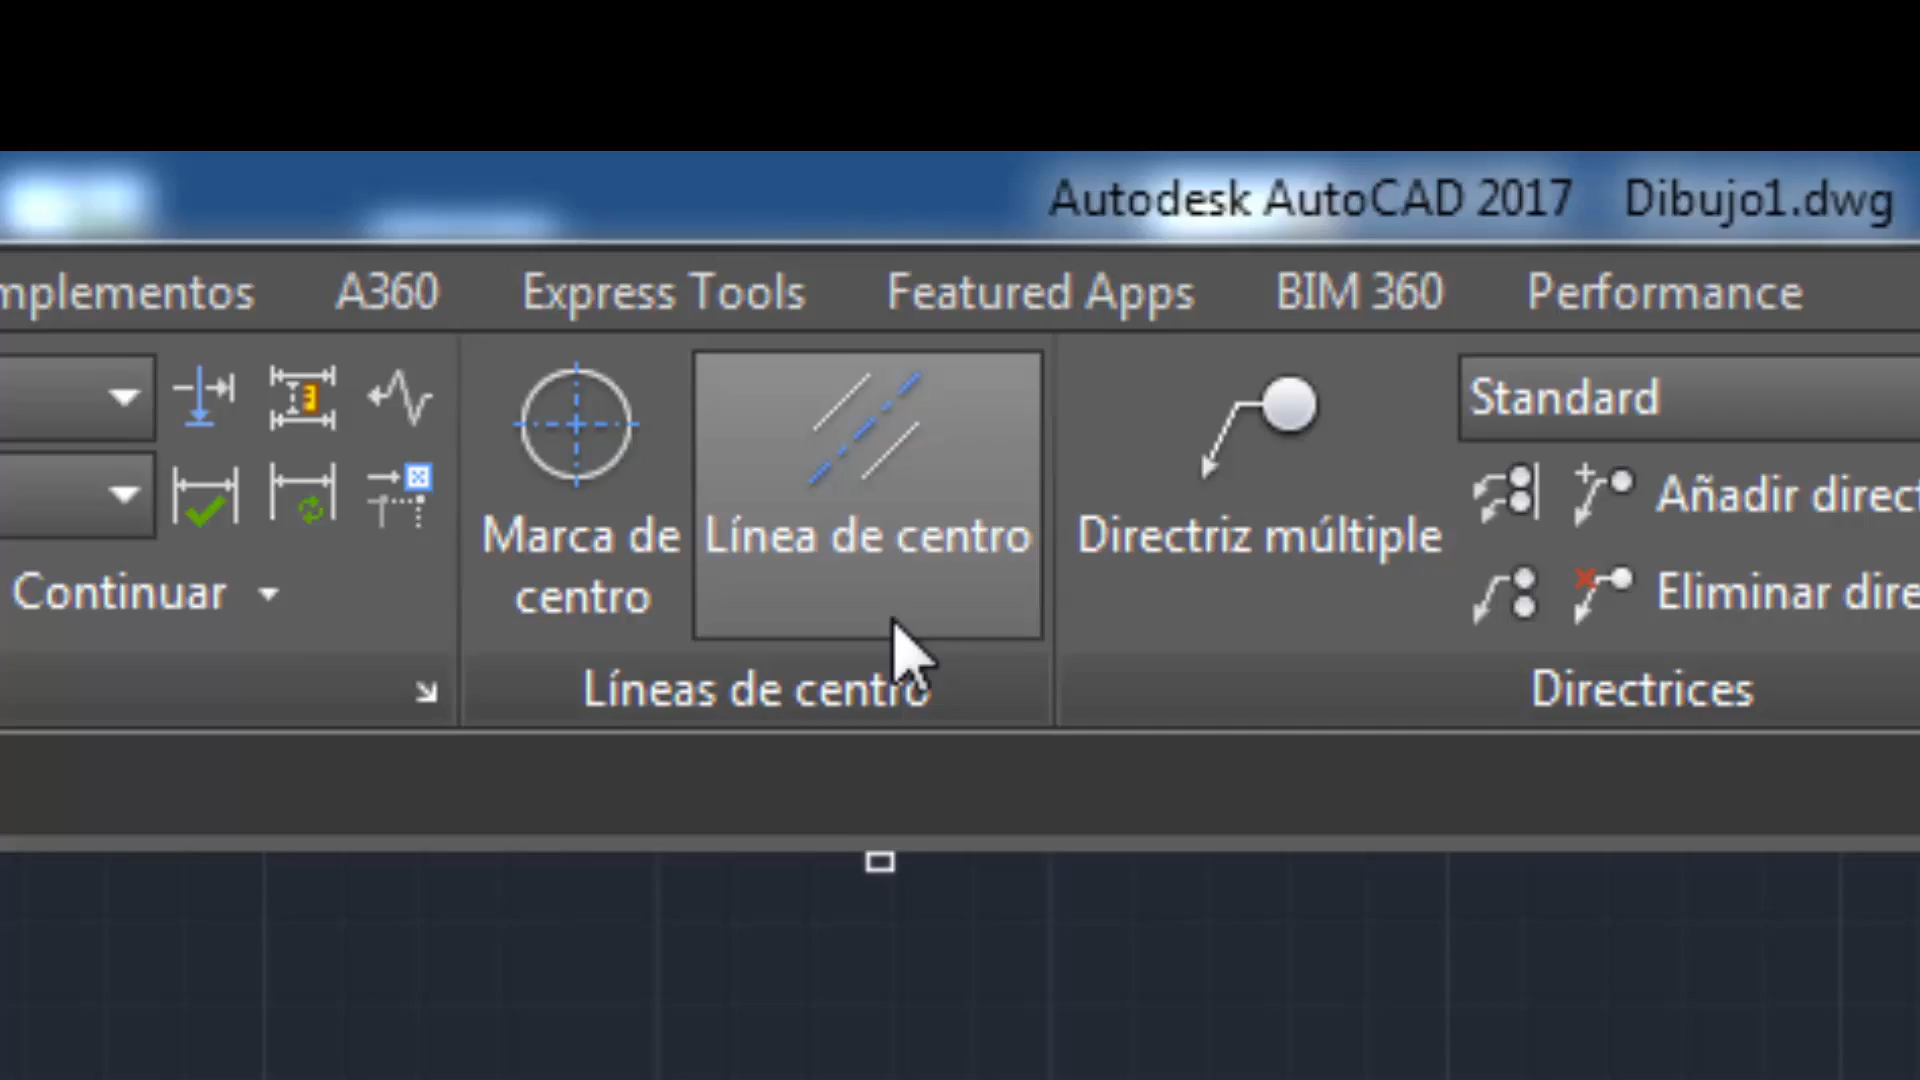 Autodesk AutoCAD 2017 Dibujo1.dwg
mplementos A360 Express Tools Featured Apps BIM 360 Performance
Standard
Añadir direct
Marca de centro
Línea de centro
Directriz múltiple
Continuar
Eliminar dire
Líneas de centro
Directrices